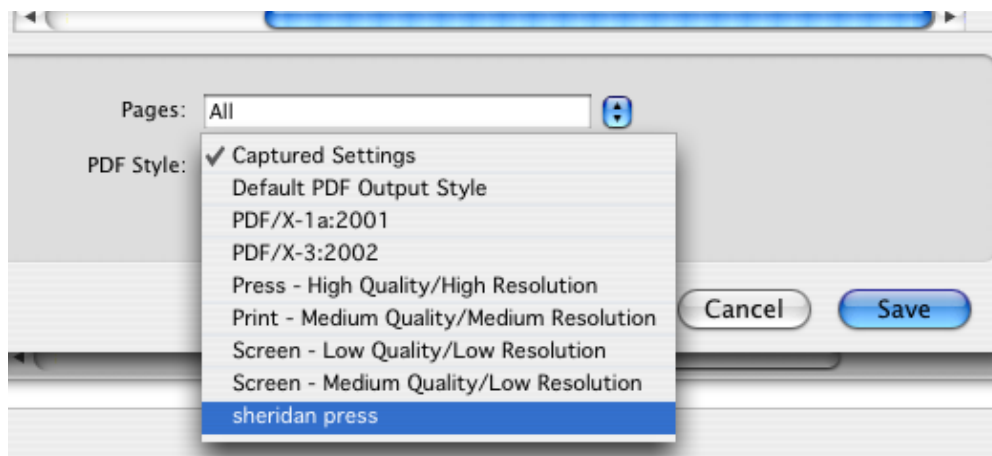 Pages: All
PDF Style: ✓ Captured Settings
Default PDF Output Style
PDF/X-1a:2001
PDF/X-3:2002
Press - High Quality/High Resolution
Print - Medium Quality/Medium Resolution
Screen - Low Quality/Low Resolution
Screen - Medium Quality/Low Resolution
sheridan press
Cancel Save